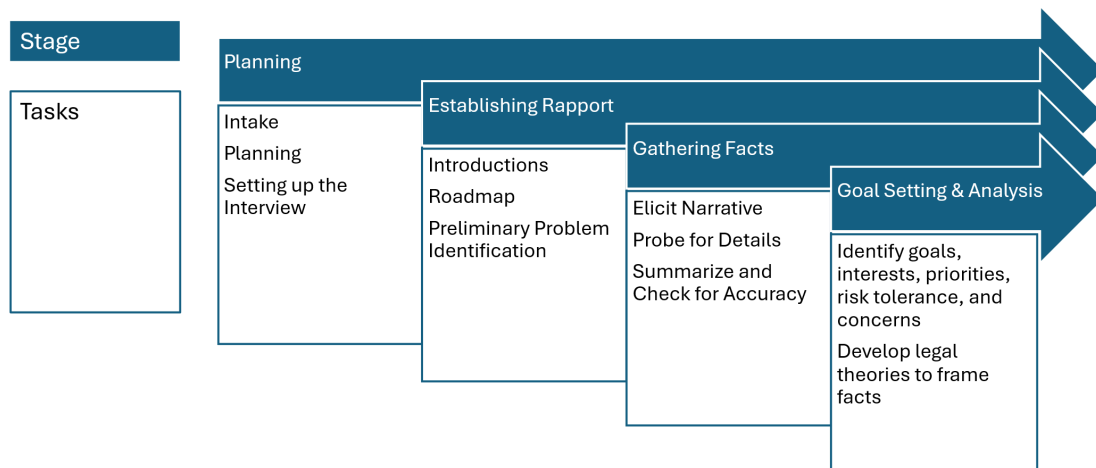 Stage
Tasks
Planning
Intake
Planning
Setting up the
Interview
Establishing Rapport
Introductions
Roadmap
Preliminary Problem
Identification
Gathering Facts
Elicit Narrative
Probe for Details
Summarize and
Check for Accuracy
Goal Setting & Analysis
Identify goals,
interests, priorities,
risk tolerance, and
concerns
Develop legal
theories to frame
facts